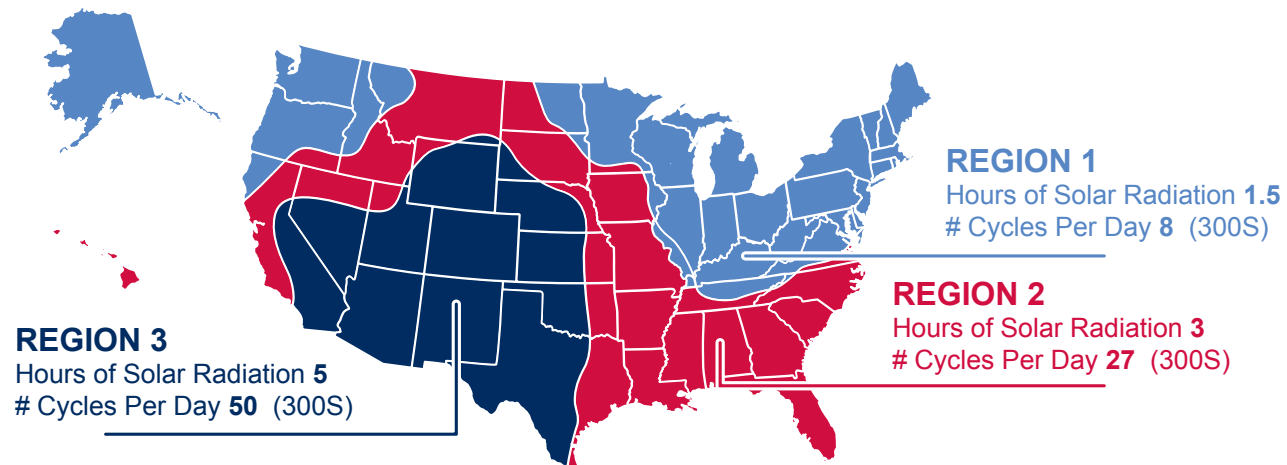 REGION 1
Hours of Solar Radiation 1.5
# Cycles Per Day 8 (300S)
REGION 2
Hours of Solar Radiation 3
# Cycles Per Day 27 (300S)
REGION 3
Hours of Solar Radiation 5
# Cycles Per Day 50 (300S)